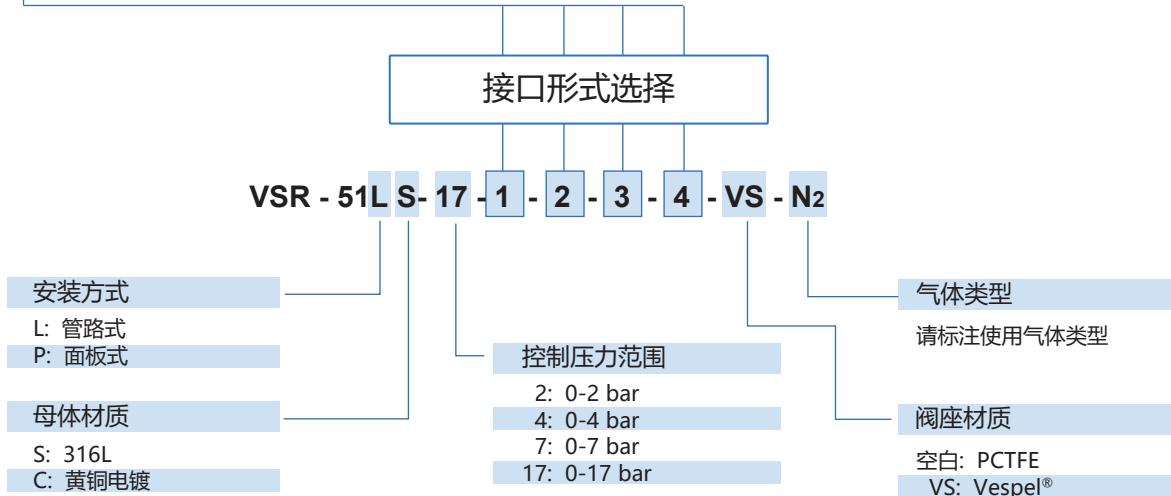 接口形式选择
VSR - 51L S- 17 - 1 - 2 - 3 - 4 - VS - N2
安装方式
L: 管路式
P: 面板式
母体材质
S: 316L
C: 黄铜电镀
控制压力范围
2: 0-2 bar
4: 0-4 bar
7: 0-7 bar
17: 0-17 bar
气体类型
请标注使用气体类型
阀座材质
空白: PCTFE
VS: Vespel®